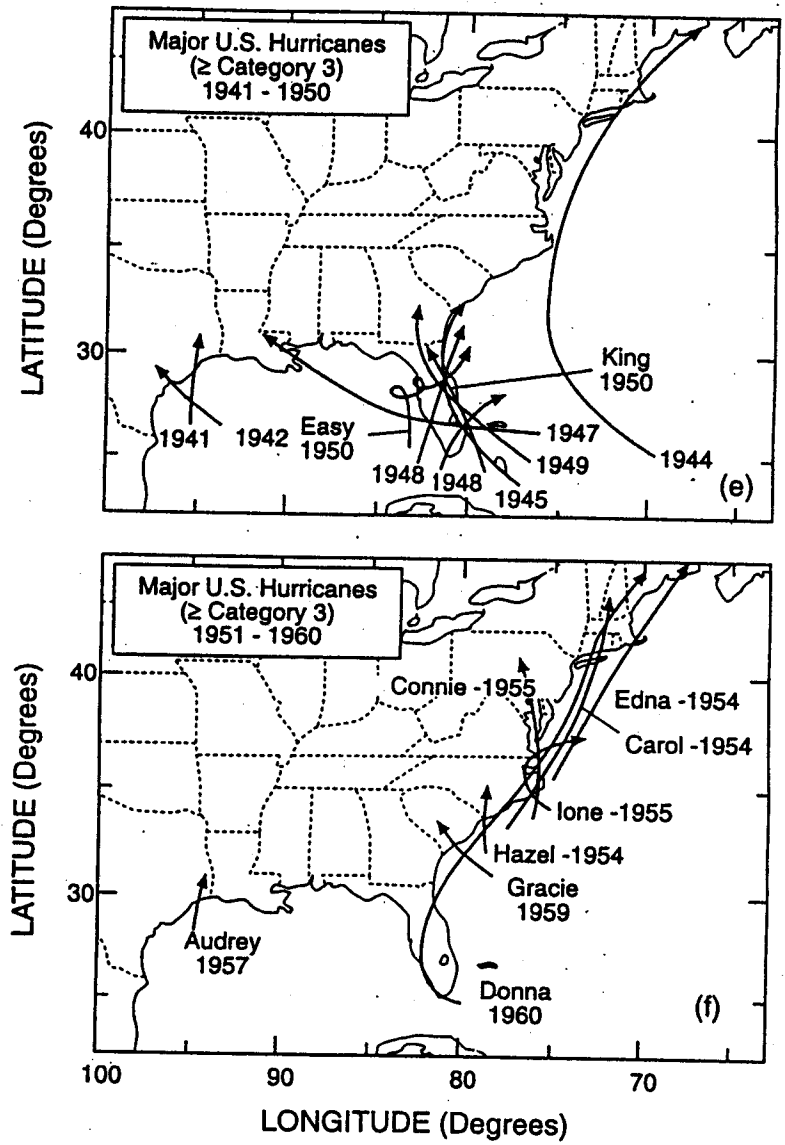 Major U.S. Hurricanes
(≥ Category 3)
1941 - 1950
LATITUDE (Degrees)
40
30
King
1950
1941
1942
Easy
1950
1948
1948
1945
1949
1947
1944
(e)
Major U.S. Hurricanes
(≥ Category 3)
1951 - 1960
LATITUDE (Degrees)
40
30
Connie -1955
Edna -1954
Carol -1954
Ione -1955
Hazel -1954
Gracie
1959
Audrey
1957
Donna
1960
(f)
100
90
80
70
LONGITUDE (Degrees)